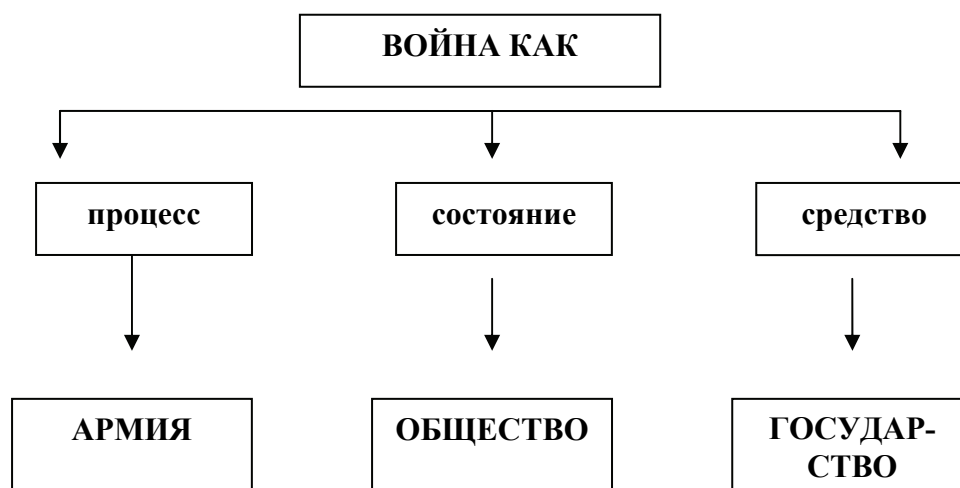 ВОЙНА КАК
процесс
состояние
средство
АРМИЯ
ОБЩЕСТВО
ГОСУДАР-
СТВО